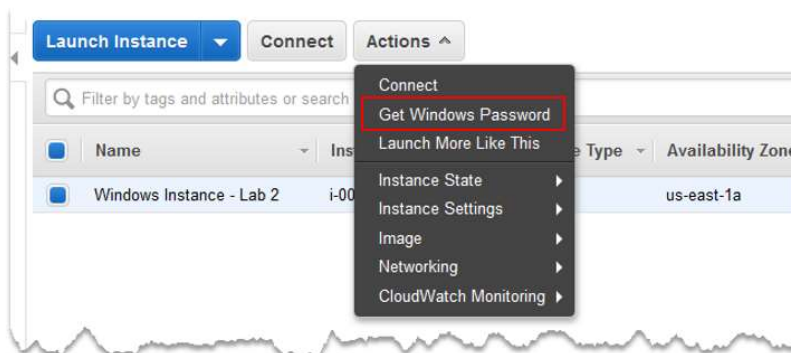 Launch Instance Connect Actions
Filter by tags and attributes or search
Name Type Availability Zone
Windows Instance - Lab 2 us-east-1a
Connect
Get Windows Password
Launch More Like This
Instance State
Instance Settings
Image
Networking
CloudWatch Monitoring